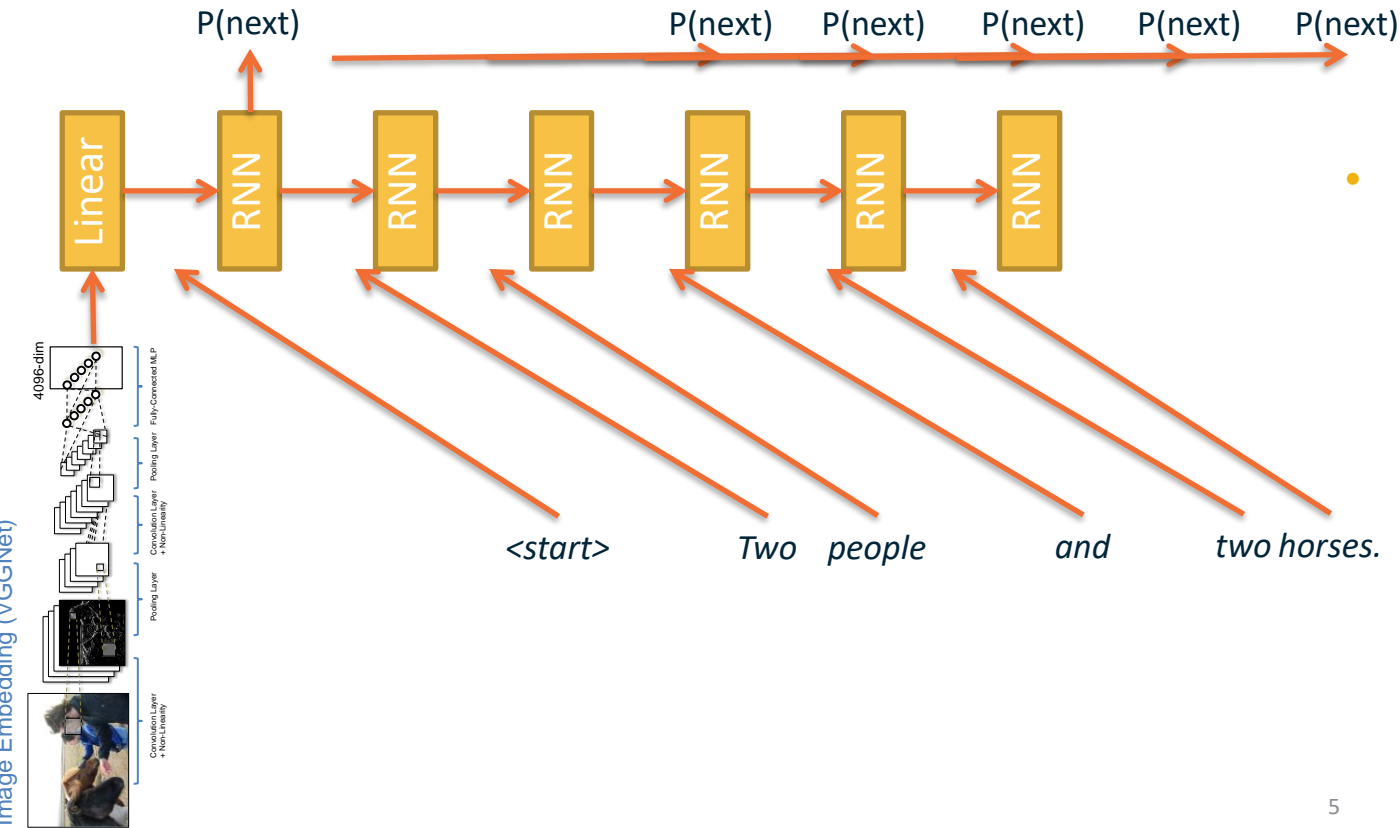 P(next) P(next) P(next) P(next) P(next) P(next)
Linear
RNN
RNN
RNN
RNN
RNN
RNN
4096-dim
Fully-Connected MLP
Pooling Layer
Convolution Layer
+ Non-Linearity
Pooling Layer
Convolution Layer
+ Non-Linearity
Image Embedding (VGGNet)
<start> Two people and two horses.
5